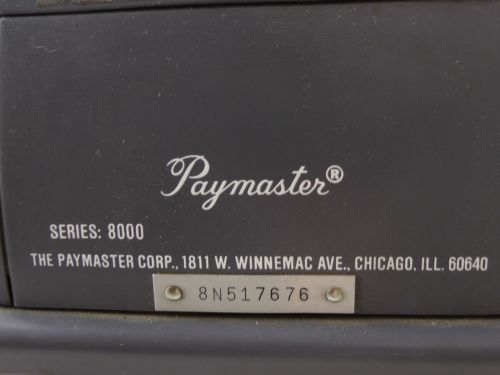 Paymaster®
SERIES: 8000
THE PAYMASTER CORP., 1811 W. WINNEMAC AVE., CHICAGO, ILL. 60640
8N517676